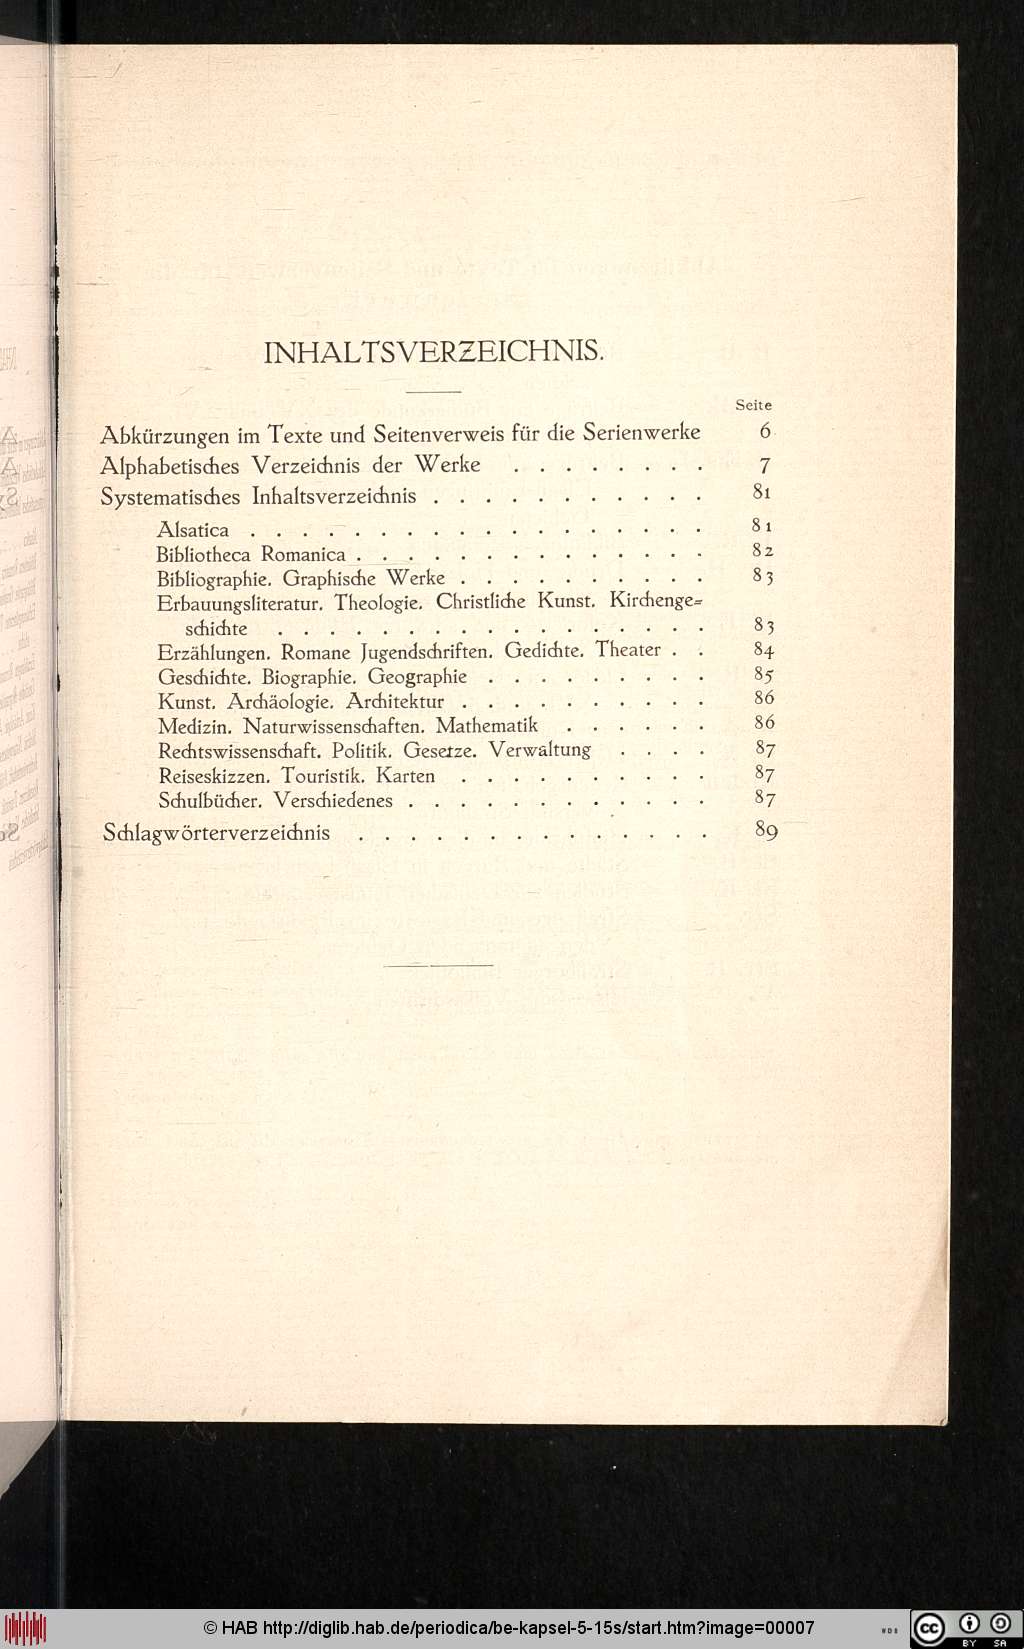 INHALTSVERZEICHNIS.
Seite
Abkürzungen im Texte und Seitenverweis für die Serienwerke 6
Alphabetisches Verzeichnis der Werke . . . . . . . . 7
Systematisches Inhaltsverzeichnis . . . . . . . . . . . 81
Alsatica . . . . . . . . . . . . . . . . . . 81
Bibliotheca Romanica . . . . . . . . . . . . . . 82
Bibliographie. Graphische Werke . . . . . . . . . . 83
Erbauungsliteratur. Theologie. Christliche Kunst. Kirchenge-
schichte . . . . . . . . . . . . . . . . . 83
Erzählungen. Romane Jugendschriften. Gedichte. Theater . . 84
Geschichte. Biographie. Geographie . . . . . . . . . 85
Kunst. Archäologie. Architektur . . . . . . . . . . 86
Medizin. Naturwissenschaften. Mathematik . . . . . . 86
Rechtswissenschaft. Politik. Gesetze. Verwaltung . . . . 87
Reiseskizzen. Touristik. Karten . . . . . . . . . . 87
Schulbücher. Verschiedenes . . . . . . . . . . . . 87
Schlagwörterverzeichnis . . . . . . . . . . . . . . 89
© HAB http://diglib.hab.de/periodica/be-kapsel-5-15s/start.htm?image=00007
WDB
cc BY SA